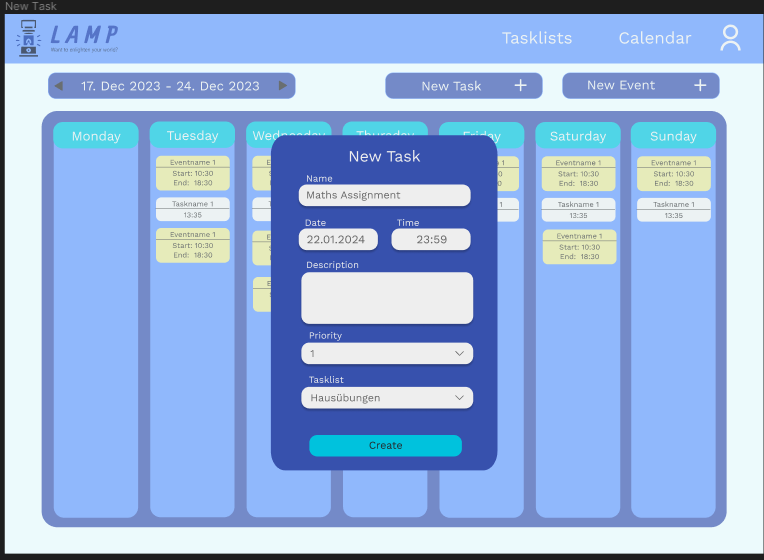 New Task
LAMP
Want to enlighten your world?
Tasklists
Calendar
17. Dec 2023 - 24. Dec 2023
New Task +
New Event +
Monday
Tuesday
Wednesday
Thursday
Friday
Saturday
Sunday
Eventname 1
Start: 10:30
End: 18:30
Taskname 1
13:35
Eventname 1
Start: 10:30
End: 18:30
New Task
Name
Maths Assignment
Date
Time
22.01.2024
23:59
Description
Priority
1
Tasklist
Hausübungen
Create
Eventname 1
Start: 10:30
End: 18:30
Taskname 1
13:35
Eventname 1
Start: 10:30
End: 18:30
Eventname 1
Start: 10:30
End: 18:30
Taskname 1
13:35